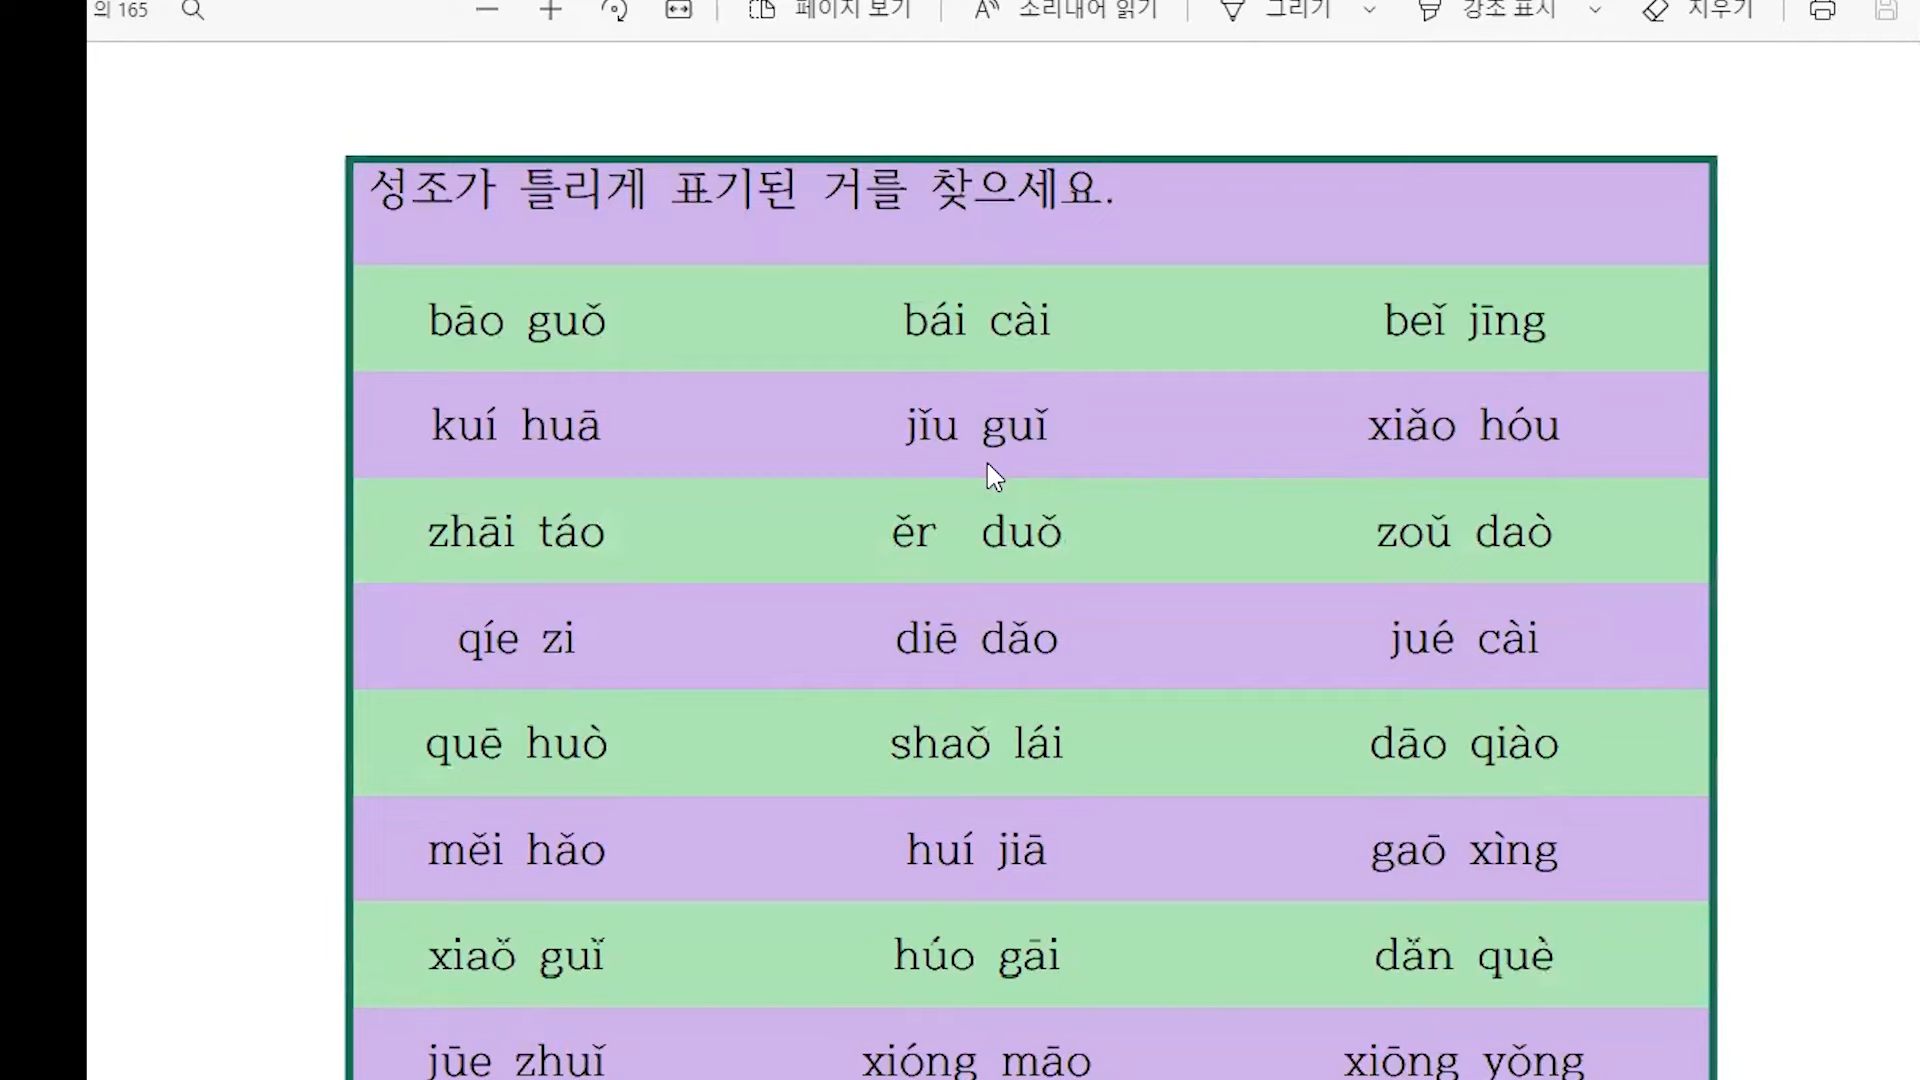 의 165 페이지 보기 소리내어 읽기 그리기 강조 표시 지우기
성조가 틀리게 표기된 거를 찾으세요.
bāo guǒ bái cài beǐ jīng
kuí huā jǐu guǐ xiǎo hóu
zhāi táo ěr duǒ zoǔ daò
qíe zi diē dǎo jué cài
quē huò shaǒ lái dāo qiào
měi hǎo huí jiā gaō xìng
xiaǒ guǐ húo gāi dǎn què
jūe zhuǐ xióng māo xiōng yǒng